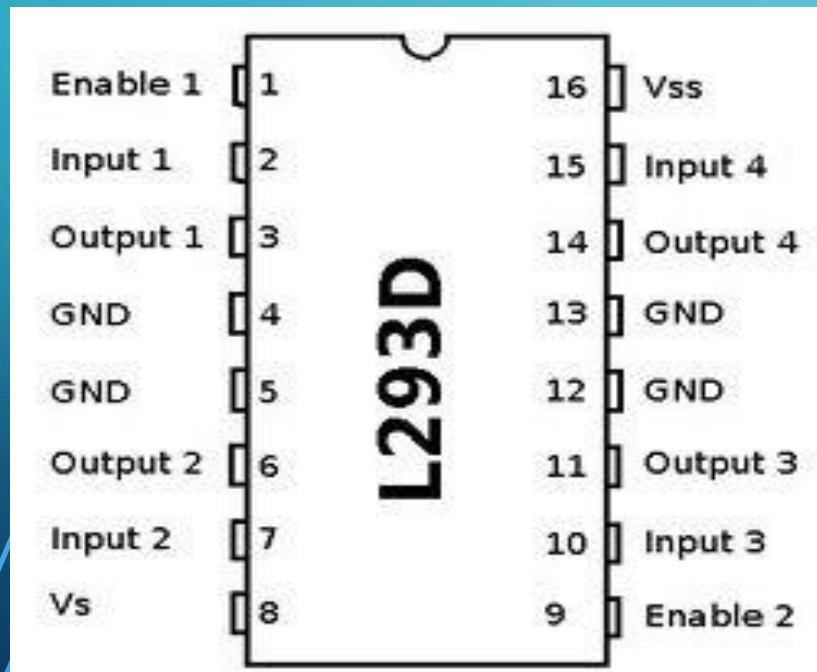 Enable 1 1 16 Vss
Input 1 2 15 Input 4
Output 1 3 14 Output 4
GND 4 13 GND
GND 5 12 GND
Output 2 6 11 Output 3
Input 2 7 10 Input 3
Vs 8 9 Enable 2
L293D